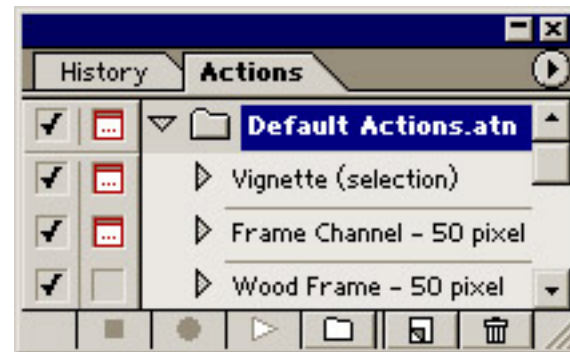 History Actions
Default Actions.atn
Vignette (selection)
Frame Channel - 50 pixel
Wood Frame - 50 pixel